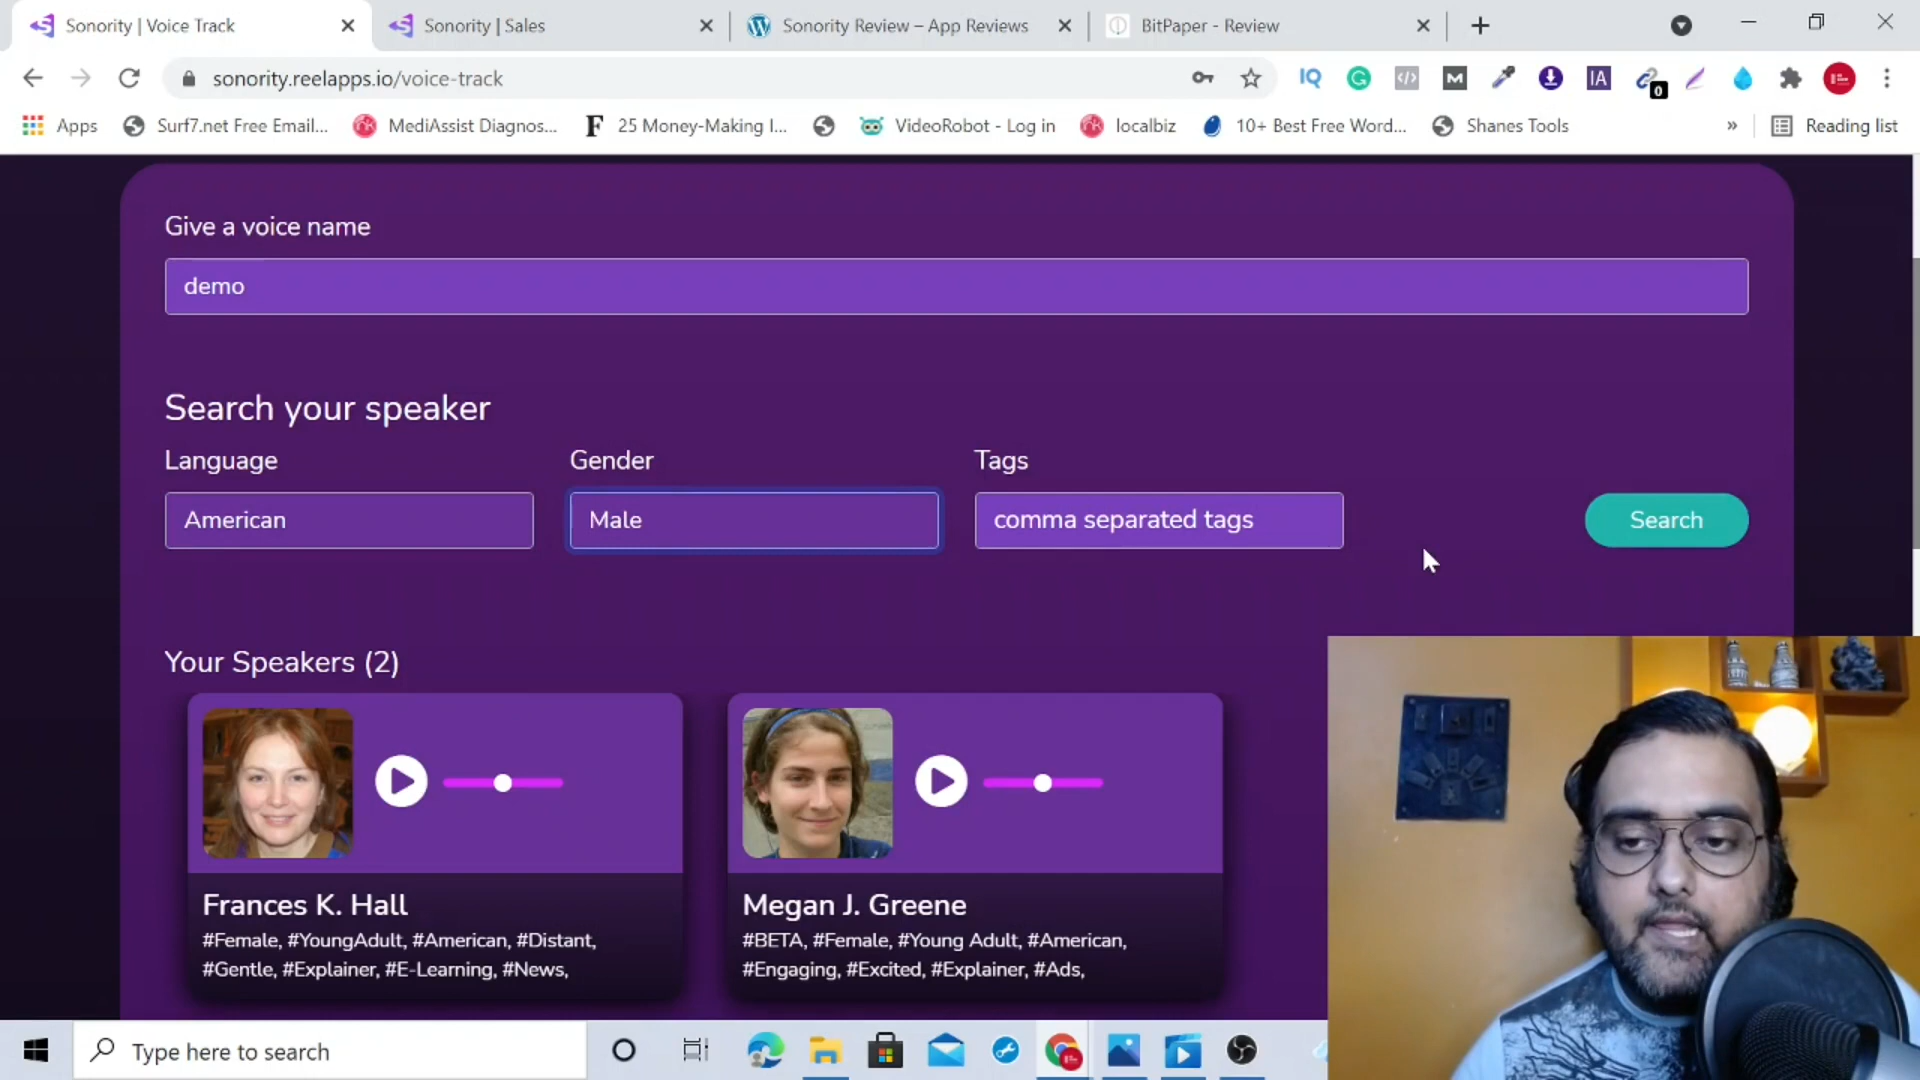 Sonority | Voice Track
Sonority | Sales
Sonority Review – App Reviews
BitPaper - Review
sonority.reelapps.io/voice-track
IQ
M
IA
0
Apps
Surf7.net Free Email...
MediAssist Diagnos...
F
25 Money-Making I...
VideoRobot - Log in
localbiz
10+ Best Free Word...
Shanes Tools
»
Reading list
Give a voice name
demo
Search your speaker
Language
Gender
Tags
American
Male
comma separated tags
Search
Your Speakers (2)
Frances K. Hall
#Female, #YoungAdult, #American, #Distant,
#Gentle, #Explainer, #E-Learning, #News,
Megan J. Greene
#BETA, #Female, #Young Adult, #American,
#Engaging, #Excited, #Explainer, #Ads,
Type here to search